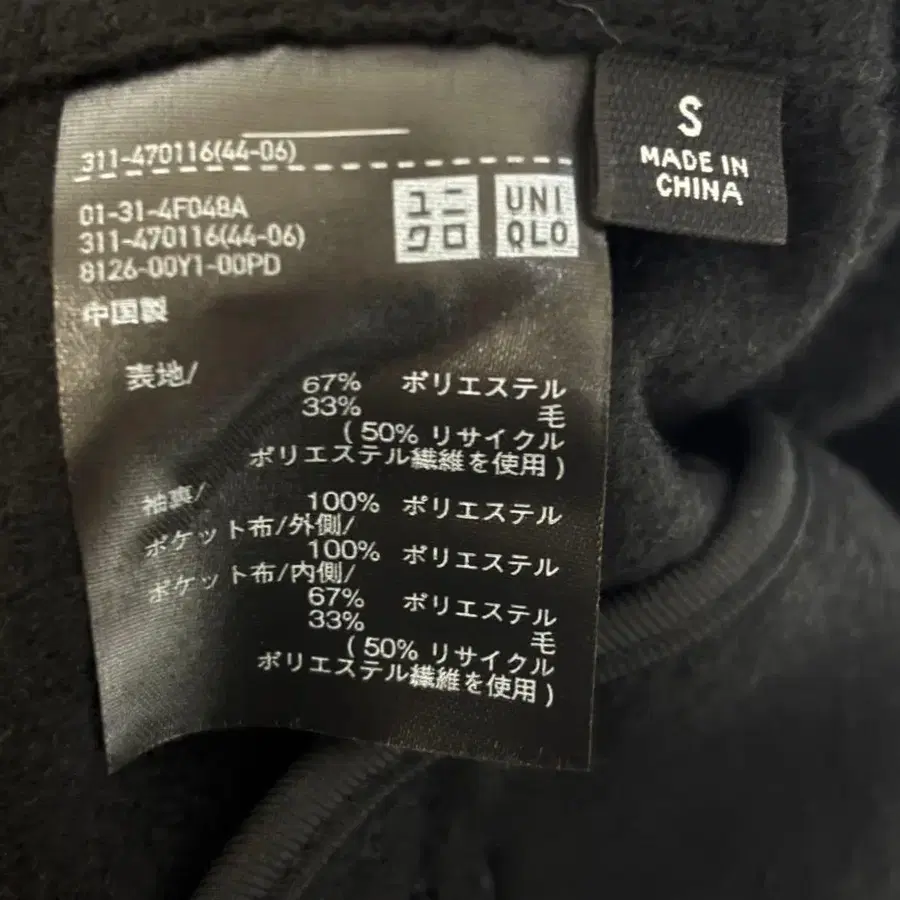 311-470116(44-06)
01-31-4F048A
311-470116(44-06)
8126-00Y1-00PD
ユニ
クロ
UNI
QLO
S
MADE IN
CHINA
中国製
表地/
67% ポリエステル
33% 毛
( 50% リサイクル
ポリエステル繊維を使用 )
袖裏/
100% ポリエステル
ポケット布/外側/
100% ポリエステル
ポケット布/内側/
67% ポリエステル
33% 毛
( 50% リサイクル
ポリエステル繊維を使用 )